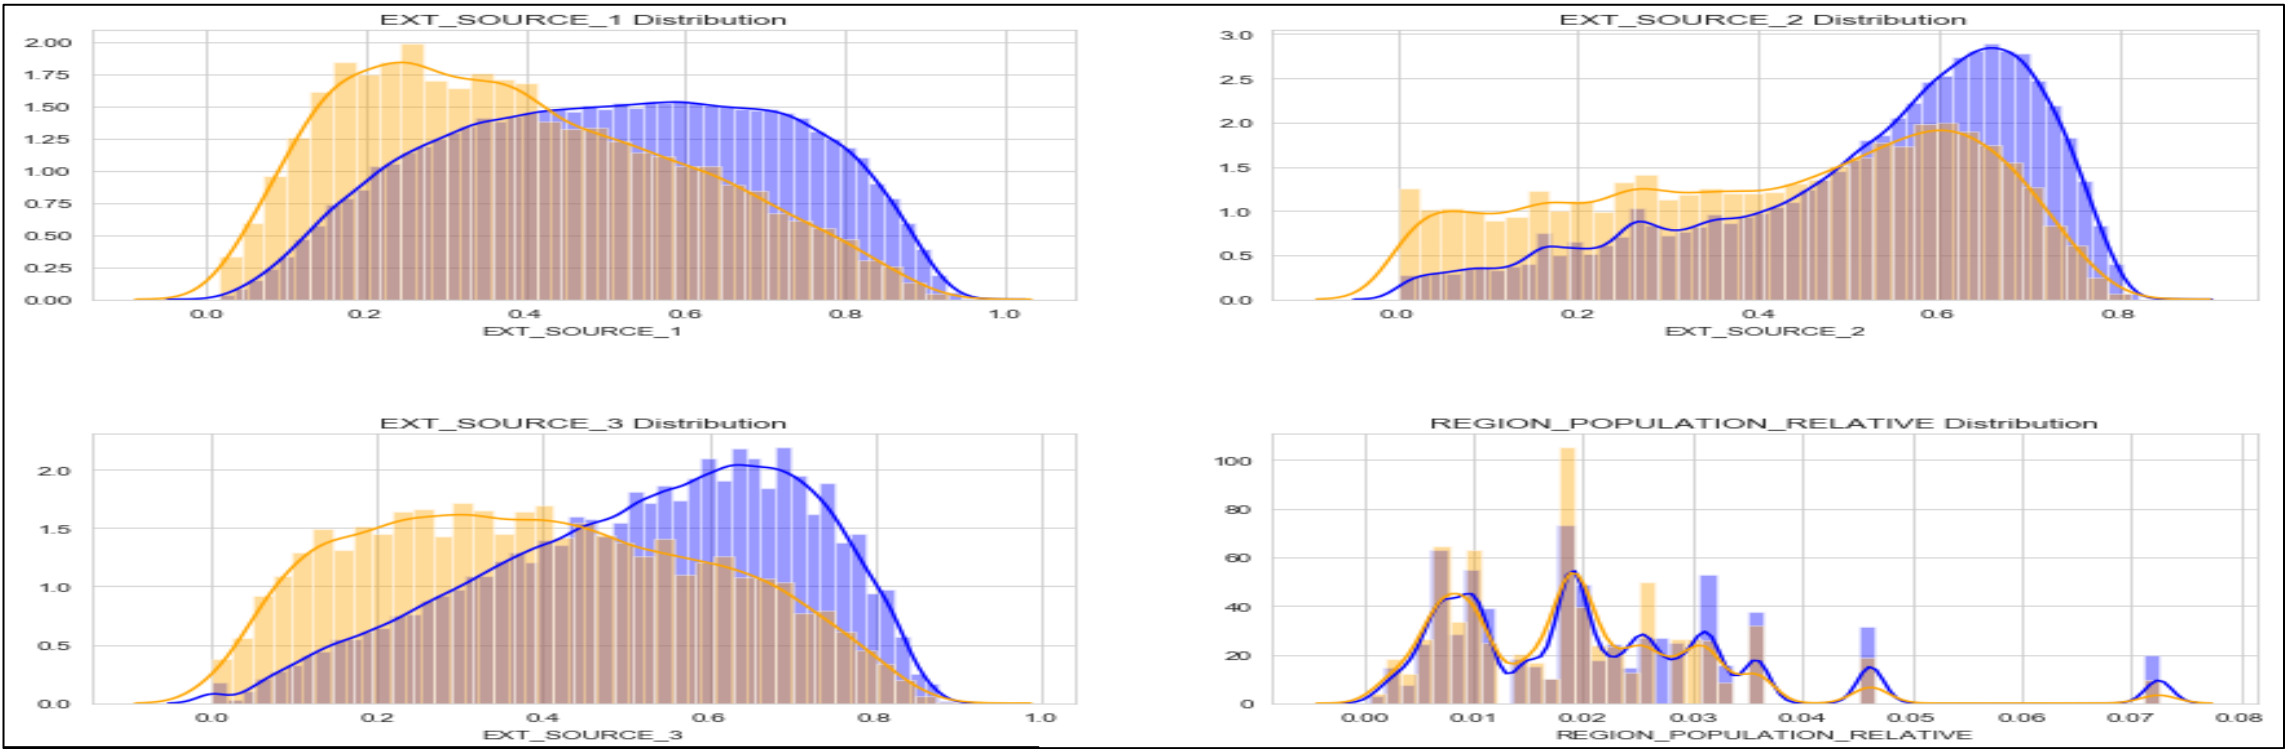 EXT_SOURCE_1 Distribution
2.00
1.75
1.50
1.25
1.00
0.75
0.50
0.25
0.00
0.0 0.2 0.4 0.6 0.8 1.0
EXT_SOURCE_1
EXT_SOURCE_2 Distribution
3.0
2.5
2.0
1.5
1.0
0.5
0.0
0.0 0.2 0.4 0.6 0.8
EXT_SOURCE_2
EXT_SOURCE_3 Distribution
2.0
1.5
1.0
0.5
0.0
0.0 0.2 0.4 0.6 0.8 1.0
EXT_SOURCE_3
REGION_POPULATION_RELATIVE Distribution
100
80
60
40
20
0
0.00 0.01 0.02 0.03 0.04 0.05 0.06 0.07 0.08
REGION_POPULATION_RELATIVE